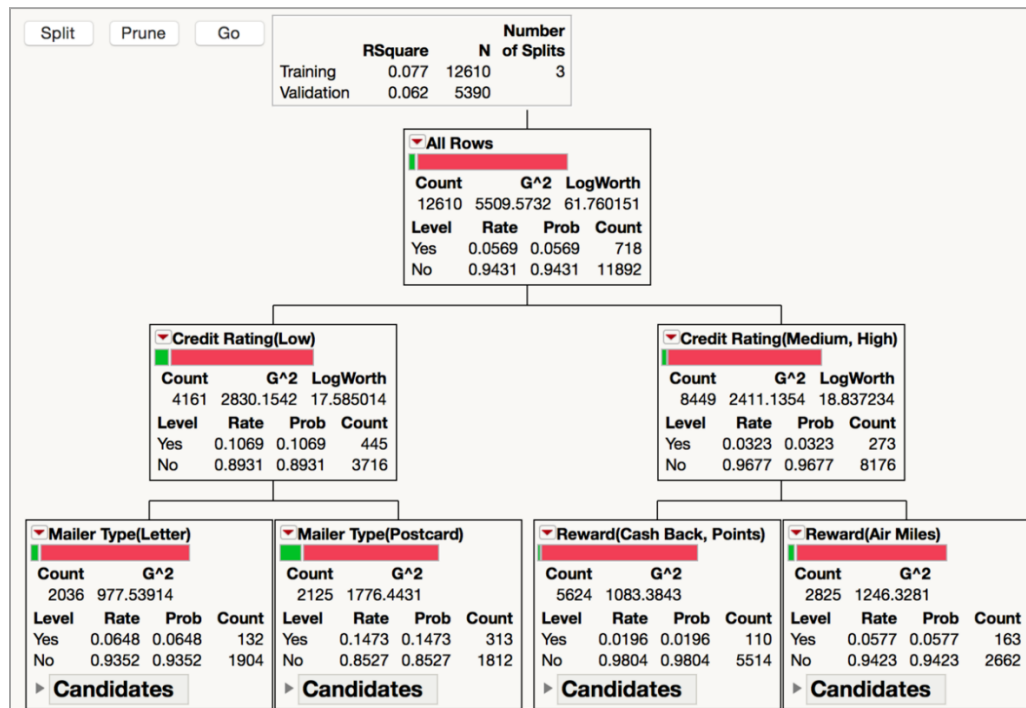 Split Prune Go
Number
RSquare N of Splits
Training 0.077 12610 3
Validation 0.062 5390
All Rows
Count G^2 LogWorth
12610 5509.5732 61.760151
Level Rate Prob Count
Yes 0.0569 0.0569 718
No 0.9431 0.9431 11892
Credit Rating(Low)
Count G^2 LogWorth
4161 2830.1542 17.585014
Level Rate Prob Count
Yes 0.1069 0.1069 445
No 0.8931 0.8931 3716
Credit Rating(Medium, High)
Count G^2 LogWorth
8449 2411.1354 18.837234
Level Rate Prob Count
Yes 0.0323 0.0323 273
No 0.9677 0.9677 8176
Mailer Type(Letter)
Count G^2
2036 977.53914
Level Rate Prob Count
Yes 0.0648 0.0648 132
No 0.9352 0.9352 1904
Candidates
Mailer Type(Postcard)
Count G^2
2125 1776.4431
Level Rate Prob Count
Yes 0.1473 0.1473 313
No 0.8527 0.8527 1812
Candidates
Reward(Cash Back, Points)
Count G^2
5624 1083.3843
Level Rate Prob Count
Yes 0.0196 0.0196 110
No 0.9804 0.9804 5514
Candidates
Reward(Air Miles)
Count G^2
2825 1246.3281
Level Rate Prob Count
Yes 0.0577 0.0577 163
No 0.9423 0.9423 2662
Candidates